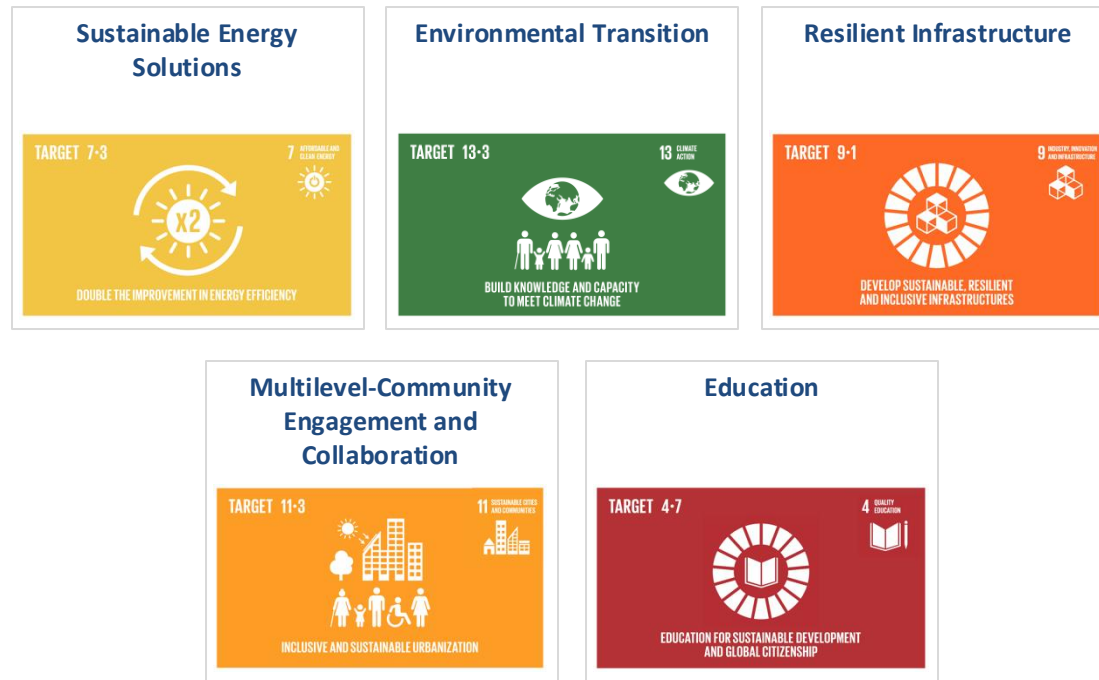 Sustainable Energy
Solutions
TARGET 7·3
7 AFFORDABLE AND
CLEAN ENERGY
X2
DOUBLE THE IMPROVEMENT IN ENERGY EFFICIENCY
Environmental Transition
TARGET 13·3
13 CLIMATE
ACTION
BUILD KNOWLEDGE AND CAPACITY
TO MEET CLIMATE CHANGE
Resilient Infrastructure
TARGET 9·1
9 INDUSTRY, INNOVATION
AND INFRASTRUCTURE
DEVELOP SUSTAINABLE, RESILIENT
AND INCLUSIVE INFRASTRUCTURES
Multilevel-Community
Engagement and
Collaboration
TARGET 11·3
11 SUSTAINABLE CITIES
AND COMMUNITIES
INCLUSIVE AND SUSTAINABLE URBANIZATION
Education
TARGET 4·7
4 QUALITY
EDUCATION
EDUCATION FOR SUSTAINABLE DEVELOPMENT
AND GLOBAL CITIZENSHIP